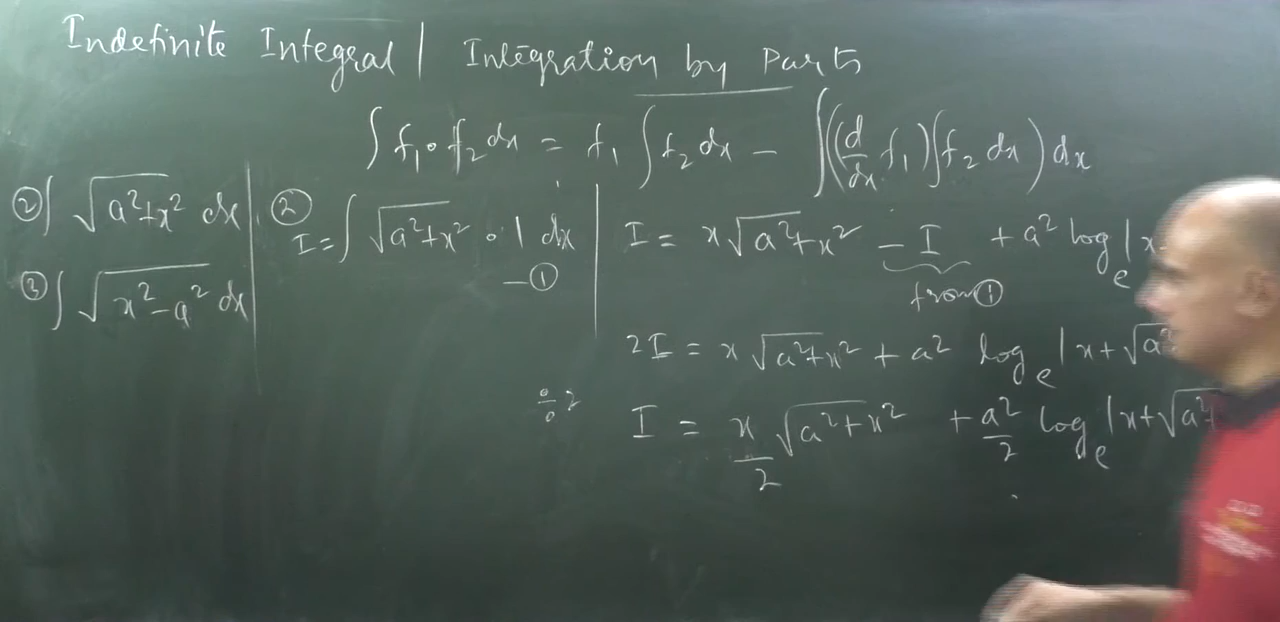 Indefinite Integral | Integration by Parts
∫ f₁ · f₂ dx = f₁ ∫ f₂ dx − ∫((d/dx f₁) ∫ f₂ dx) dx
② ∫ √(a²+x²) dx
③ ∫ √(x²−a²) dx
②
I = ∫ √(a²+x²) · 1 dx
—①
I = x√(a²+x²) − I + a² log_e |x
from ①
2I = x√(a²+x²) + a² log_e |x+√a²
÷ 2
I = x/2 √(a²+x²) + a²/2 log_e |x+√a²+